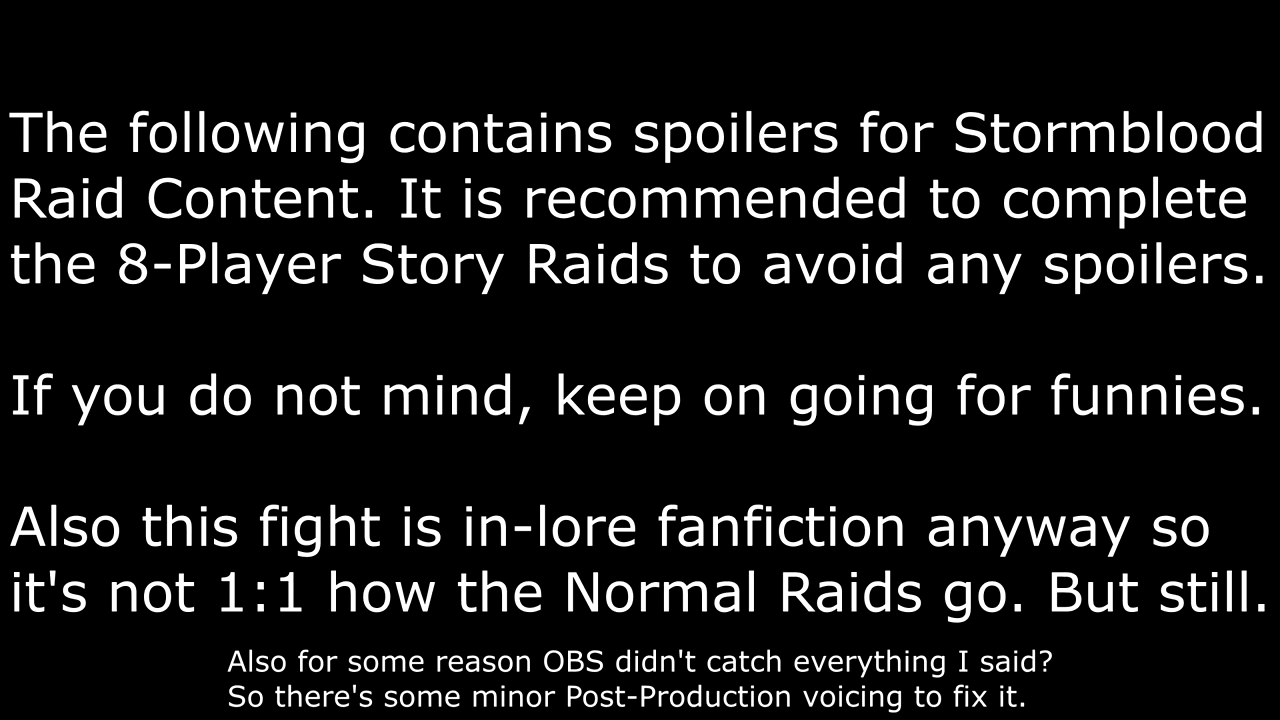 The following contains spoilers for Stormblood
Raid Content. It is recommended to complete
the 8-Player Story Raids to avoid any spoilers.
If you do not mind, keep on going for funnies.
Also this fight is in-lore fanfiction anyway so
it's not 1:1 how the Normal Raids go. But still.
Also for some reason OBS didn't catch everything I said?
So there's some minor Post-Production voicing to fix it.